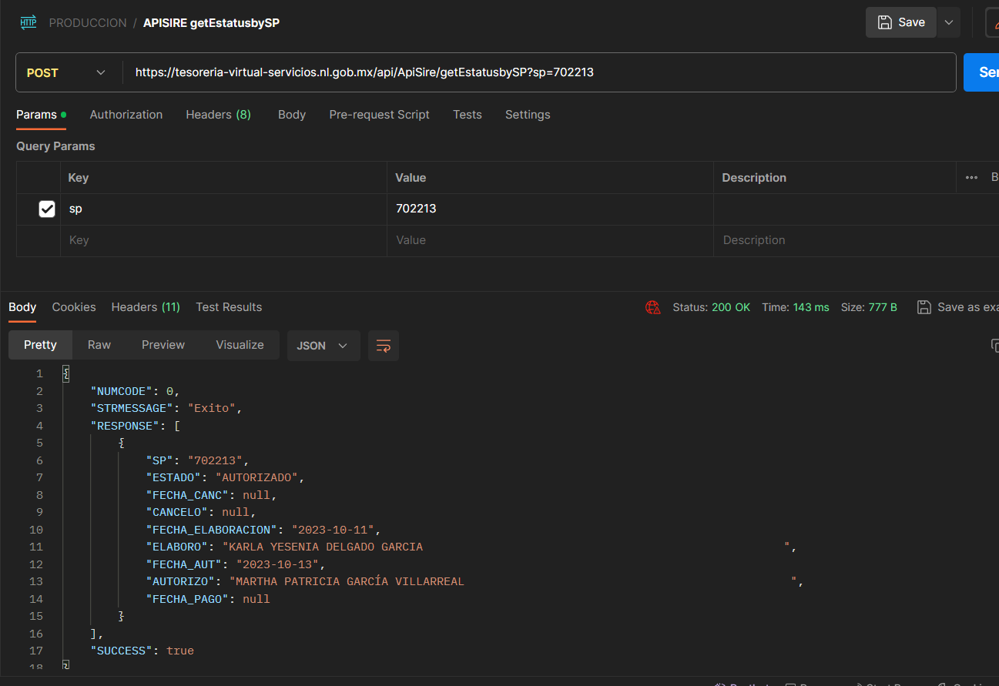 HTTP PRODUCCION / APISIRE getEstatusbySP Save
POST https://tesoreria-virtual-servicios.nl.gob.mx/api/ApiSire/getEstatusbySP?sp=702213
Params Authorization Headers (8) Body Pre-request Script Tests Settings
Query Params
Key Value Description ••• B
sp 702213
Key Value Description
Body Cookies Headers (11) Test Results Status: 200 OK Time: 143 ms Size: 777 B Save as
Pretty Raw Preview Visualize JSON
1 {
2 "NUMCODE": 0,
3 "STRMESSAGE": "Exito",
4 "RESPONSE": [
5 {
6 "SP": "702213",
7 "ESTADO": "AUTORIZADO",
8 "FECHA_CANC": null,
9 "CANCELO": null,
10 "FECHA_ELABORACION": "2023-10-11",
11 "ELABORO": "KARLA YESENIA DELGADO GARCIA ",
12 "FECHA_AUT": "2023-10-13",
13 "AUTORIZO": "MARTHA PATRICIA GARCÍA VILLARREAL ",
14 "FECHA_PAGO": null
15 }
16 ],
17 "SUCCESS": true
18 }